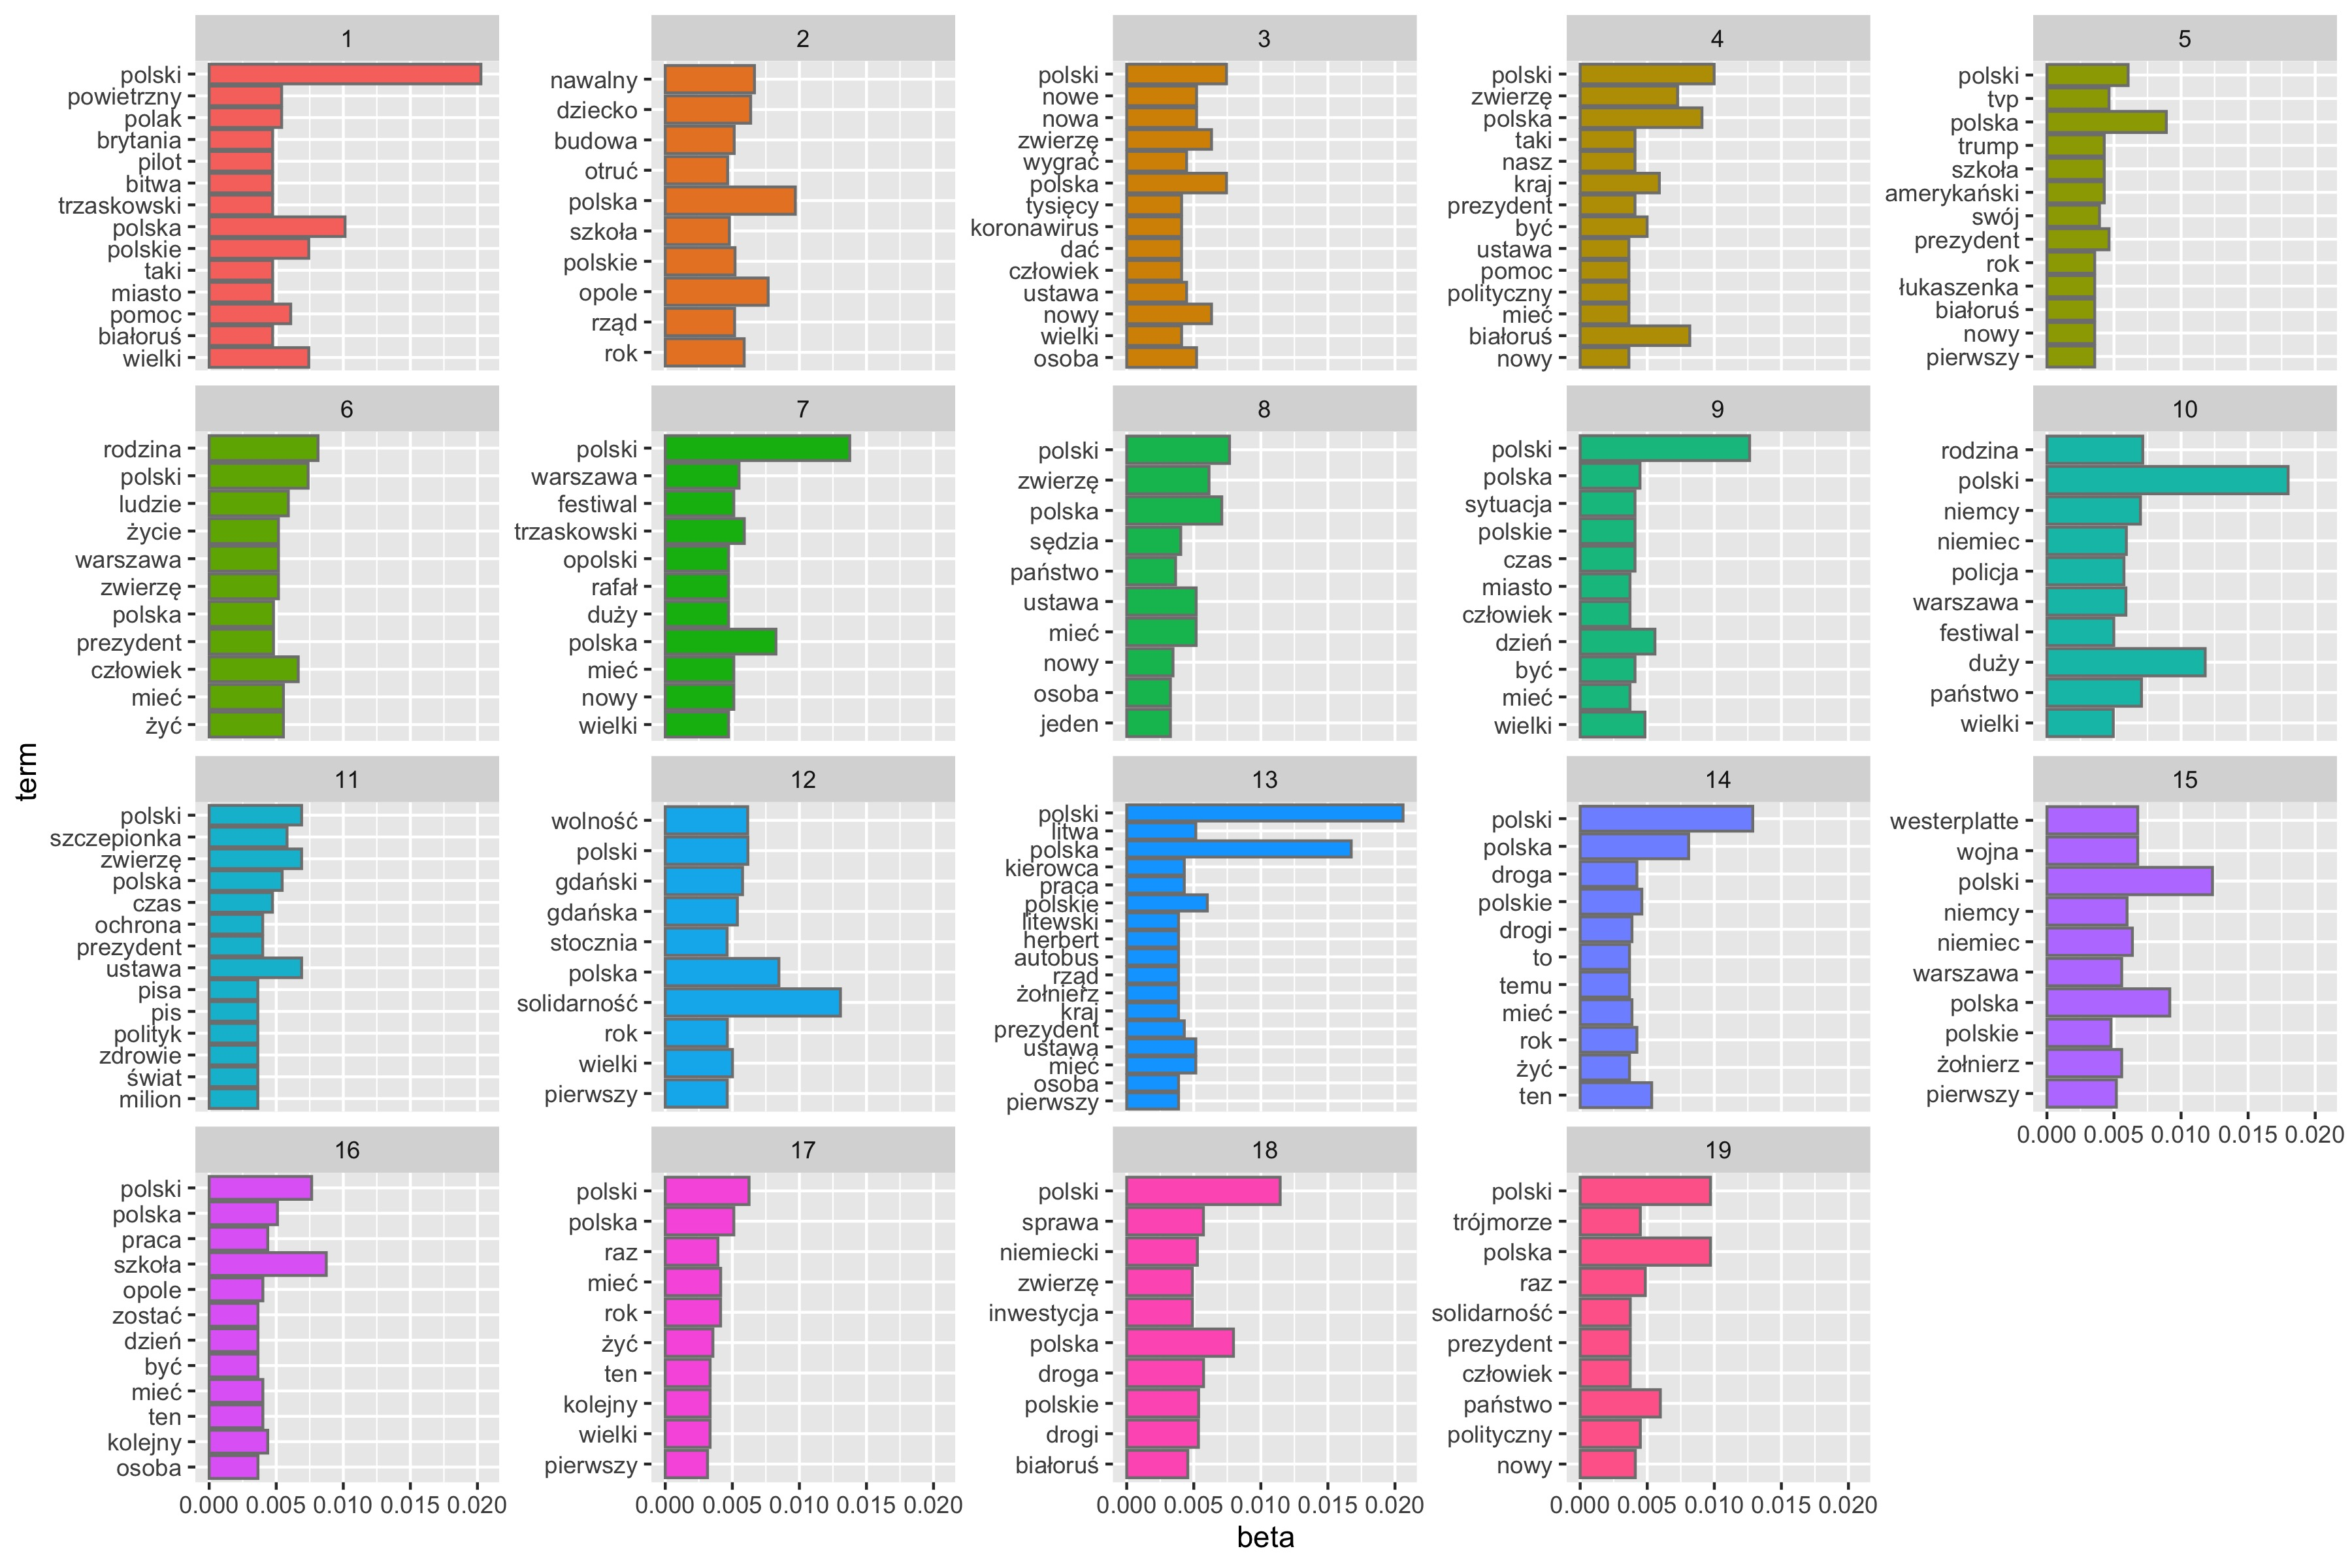 1
polski
powietrzny
polak
brytania
pilot
bitwa
trzaskowski
polska
polskie
taki
miasto
pomoc
białoruś
wielki
2
nawalny
dziecko
budowa
otruć
polska
szkoła
polskie
opole
rząd
rok
3
polski
nowe
nowa
zwierzę
wygrać
polska
tysięcy
koronawirus
dać
człowiek
ustawa
nowy
wielki
osoba
4
polski
zwierzę
polska
taki
nasz
kraj
prezydent
być
ustawa
pomoc
polityczny
mieć
białoruś
nowy
5
polski
tvp
polska
trump
szkoła
amerykański
swój
prezydent
rok
łukaszenka
białoruś
nowy
pierwszy
6
rodzina
polski
ludzie
życie
warszawa
zwierzę
polska
prezydent
człowiek
mieć
żyć
7
polski
warszawa
festiwal
trzaskowski
opolski
rafał
duży
polska
mieć
nowy
wielki
8
polski
zwierzę
polska
sędzia
państwo
ustawa
mieć
nowy
osoba
jeden
9
polski
polska
sytuacja
polskie
czas
miasto
człowiek
dzień
być
mieć
wielki
10
rodzina
polski
niemcy
niemiec
policja
warszawa
festiwal
duży
państwo
wielki
term
11
polski
szczepionka
zwierzę
polska
czas
ochrona
prezydent
ustawa
pisa
pis
polityk
zdrowie
świat
milion
12
wolność
polski
gdański
gdańska
stocznia
polska
solidarność
rok
wielki
pierwszy
13
polski
litwa
polska
kierowca
praca
polskie
litewski
herbert
autobus
rząd
żołnierz
kraj
prezydent
ustawa
mieć
osoba
pierwszy
14
polski
polska
droga
polskie
drogi
to
temu
mieć
rok
żyć
ten
15
westerplatte
wojna
polski
niemcy
niemiec
warszawa
polska
polskie
żołnierz
pierwszy
0.000 0.005 0.010 0.015 0.020
16
polski
polska
praca
szkoła
opole
zostać
dzień
być
mieć
ten
kolejny
osoba
0.000 0.005 0.010 0.015 0.020
17
polski
polska
raz
mieć
rok
żyć
ten
kolejny
wielki
pierwszy
0.000 0.005 0.010 0.015 0.020
18
polski
sprawa
niemiecki
zwierzę
inwestycja
polska
droga
polskie
drogi
białoruś
0.000 0.005 0.010 0.015 0.020
19
polski
trójmorze
polska
raz
solidarność
prezydent
człowiek
państwo
polityczny
nowy
0.000 0.005 0.010 0.015 0.020
beta